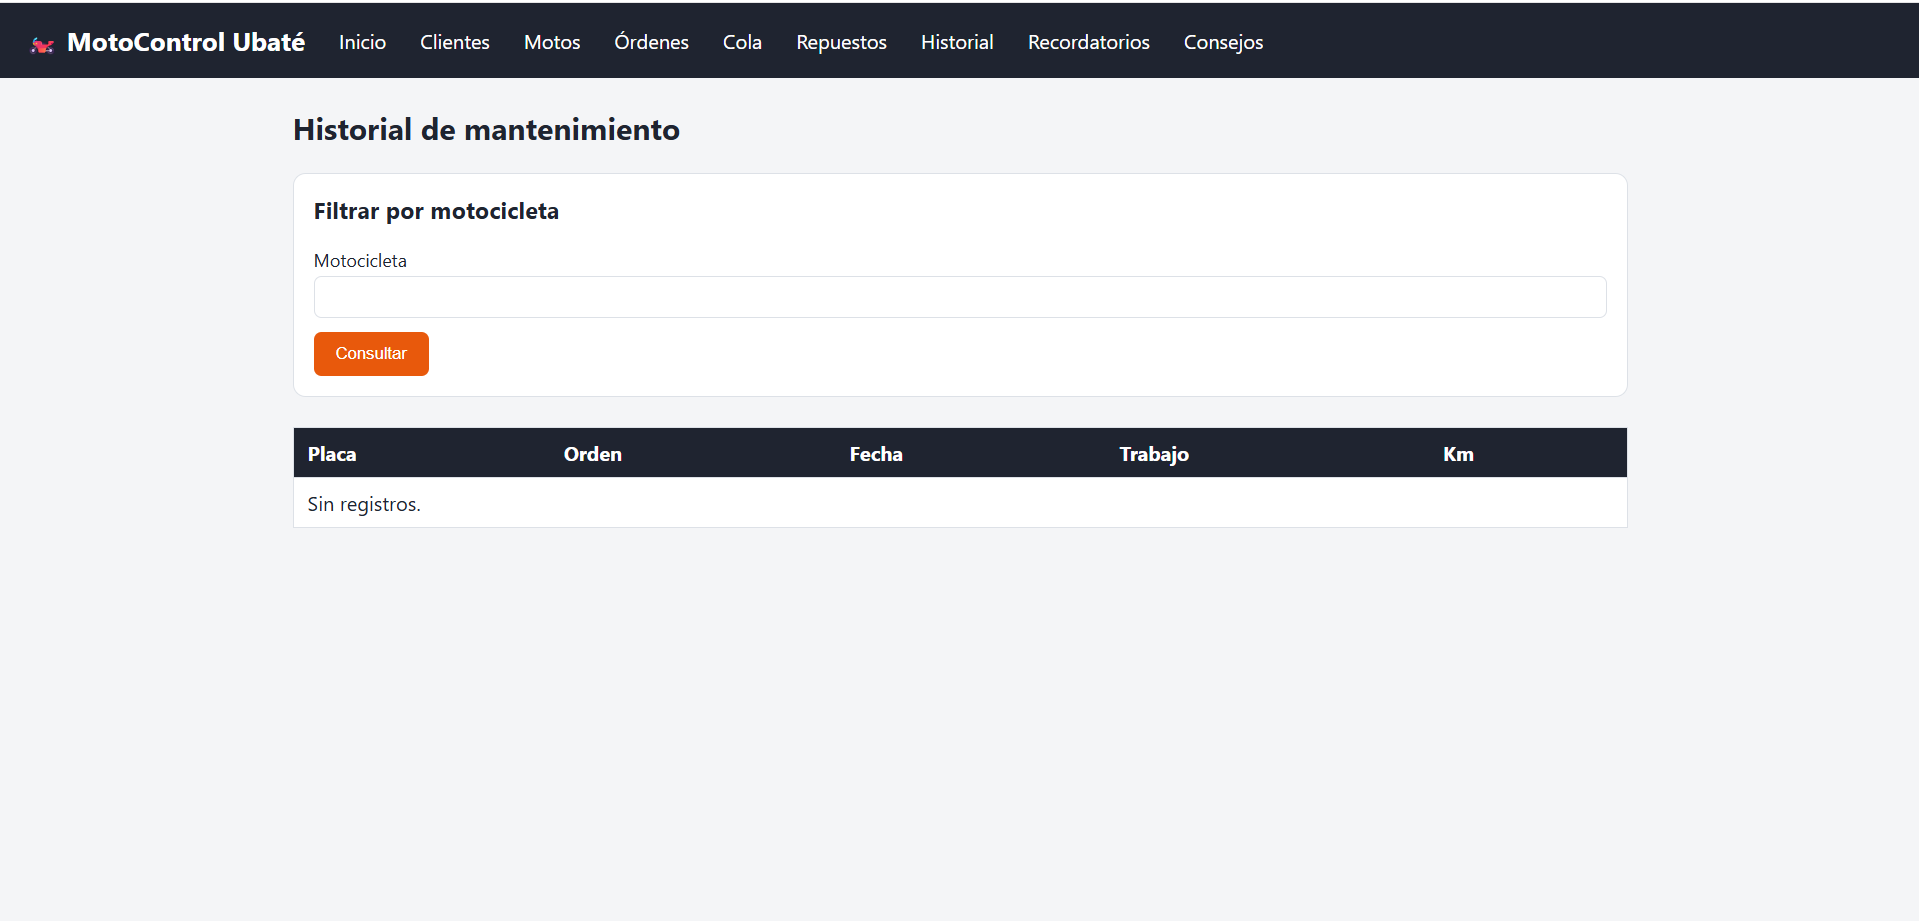 MotoControl Ubaté Inicio Clientes Motos Órdenes Cola Repuestos Historial Recordatorios Consejos
Historial de mantenimiento
Filtrar por motocicleta
Motocicleta
Consultar
Placa Orden Fecha Trabajo Km
Sin registros.